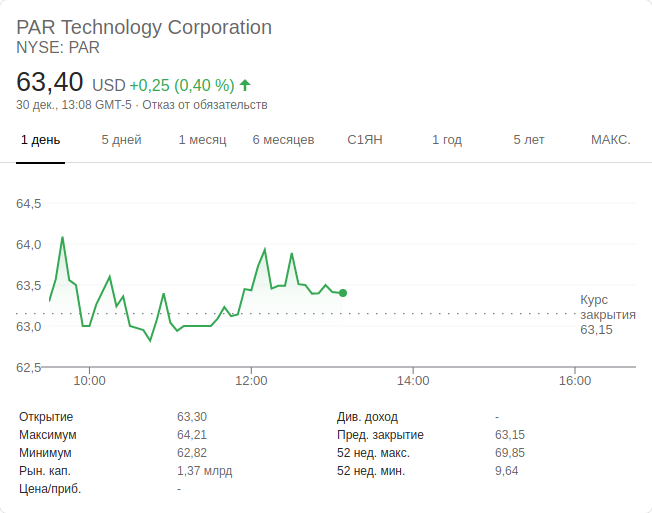 PAR Technology Corporation
NYSE: PAR
63,40 USD +0,25 (0,40 %)
30 дек., 13:08 GMT-5 · Отказ от обязательств
1 день 5 дней 1 месяц 6 месяцев С1ЯН 1 год 5 лет МАКС.
64,5
64,0
63,5
Курс
закрытия
63,15
63,0
62,5
10:00 12:00 14:00 16:00
Открытие 63,30 Див. доход -
Максимум 64,21 Пред. закрытие 63,15
Минимум 62,82 52 нед. макс. 69,85
Рын. кап. 1,37 млрд 52 нед. мин. 9,64
Цена/приб. -